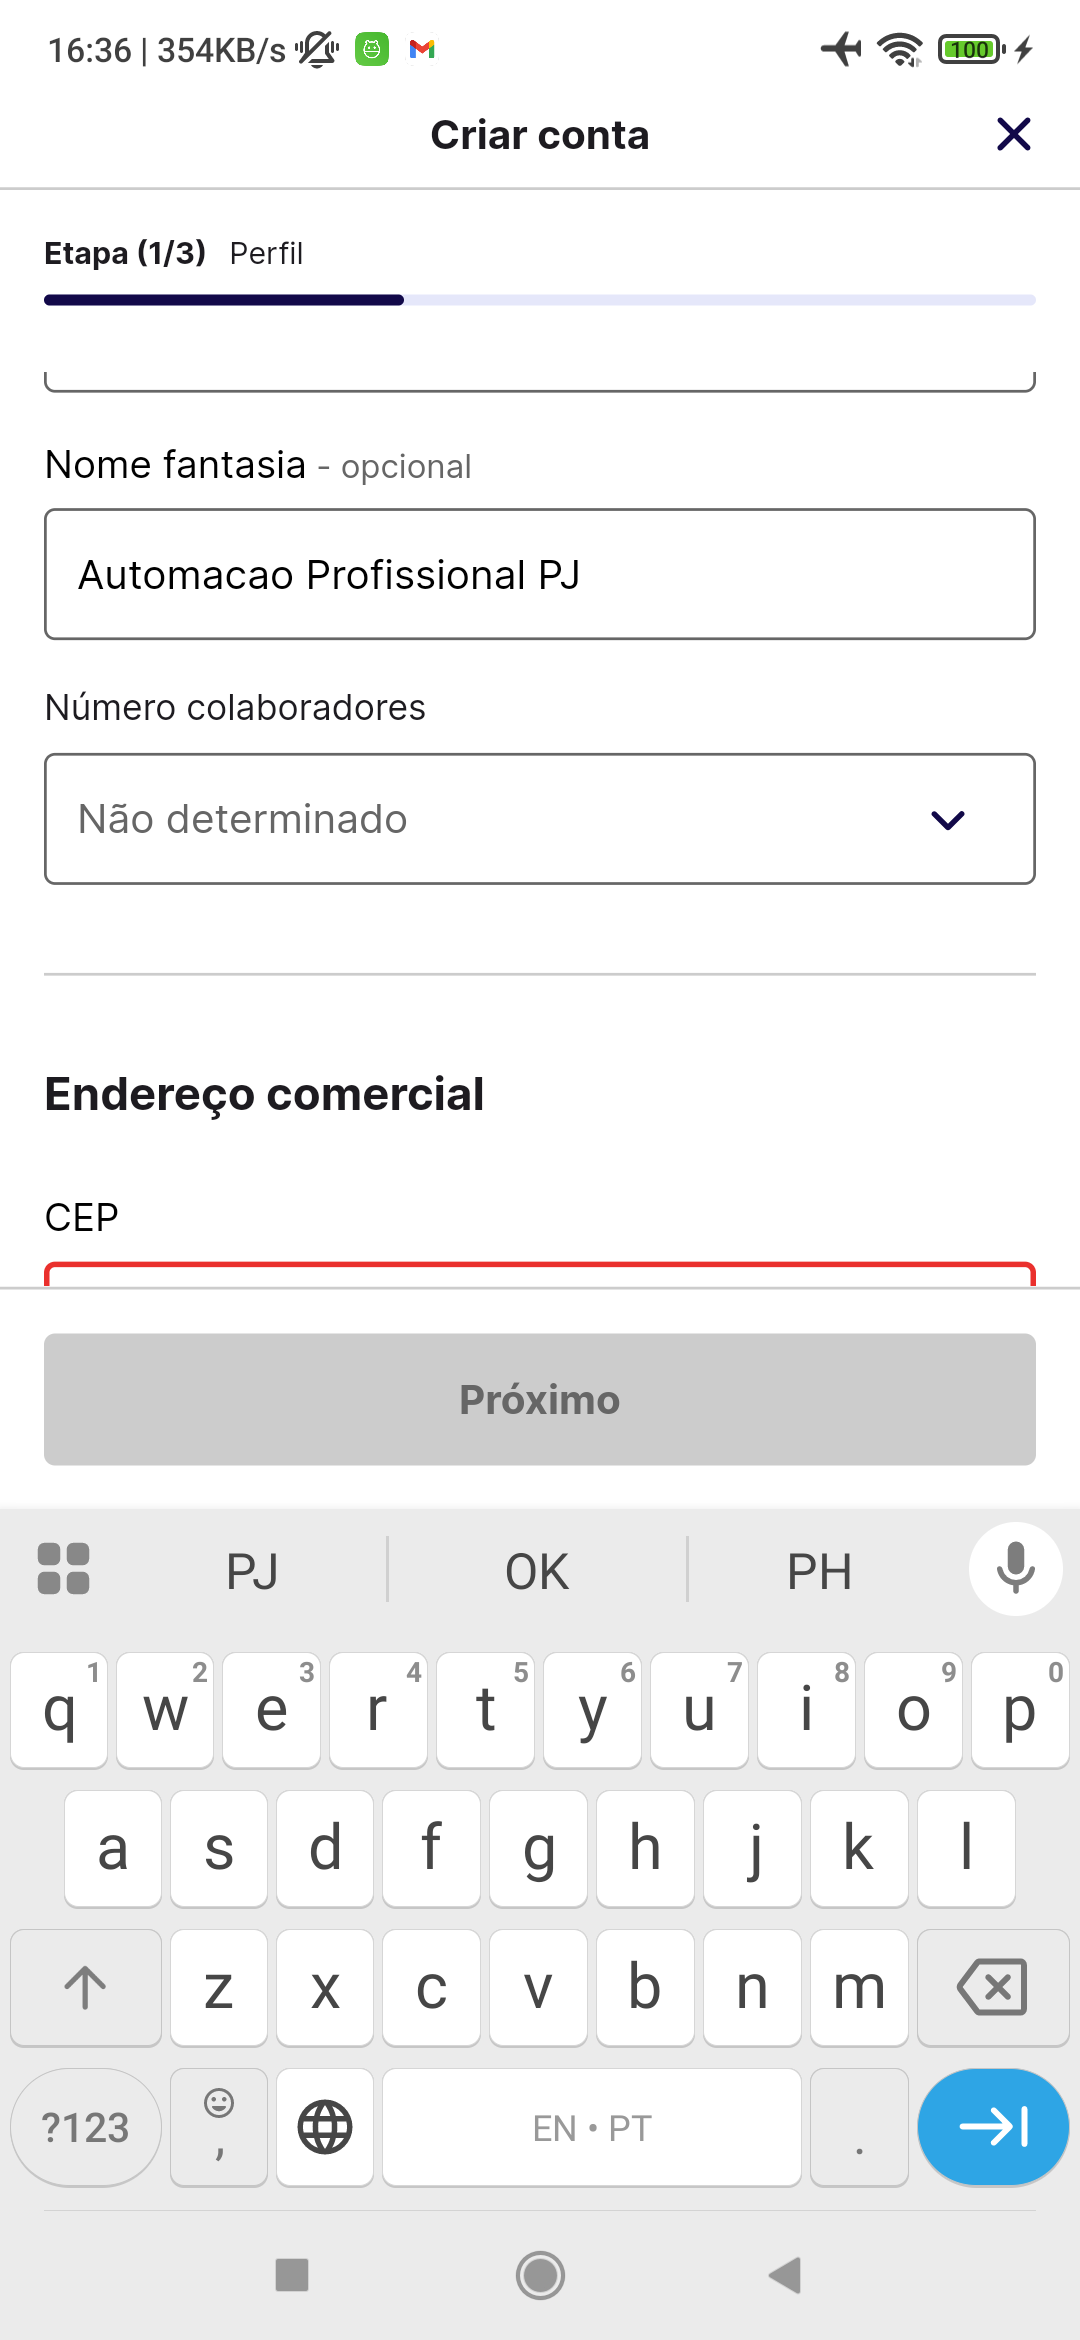 16:36 | 354KB/s
100
Criar conta
Etapa (1/3) Perfil
Nome fantasia - opcional
Automacao Profissional PJ
Número colaboradores
Não determinado
Endereço comercial
CEP
Próximo
PJ OK PH
1 2 3 4 5 6 7 8 9 0
q w e r t y u i o p
a s d f g h j k l
z x c v b n m
?123 , EN • PT .